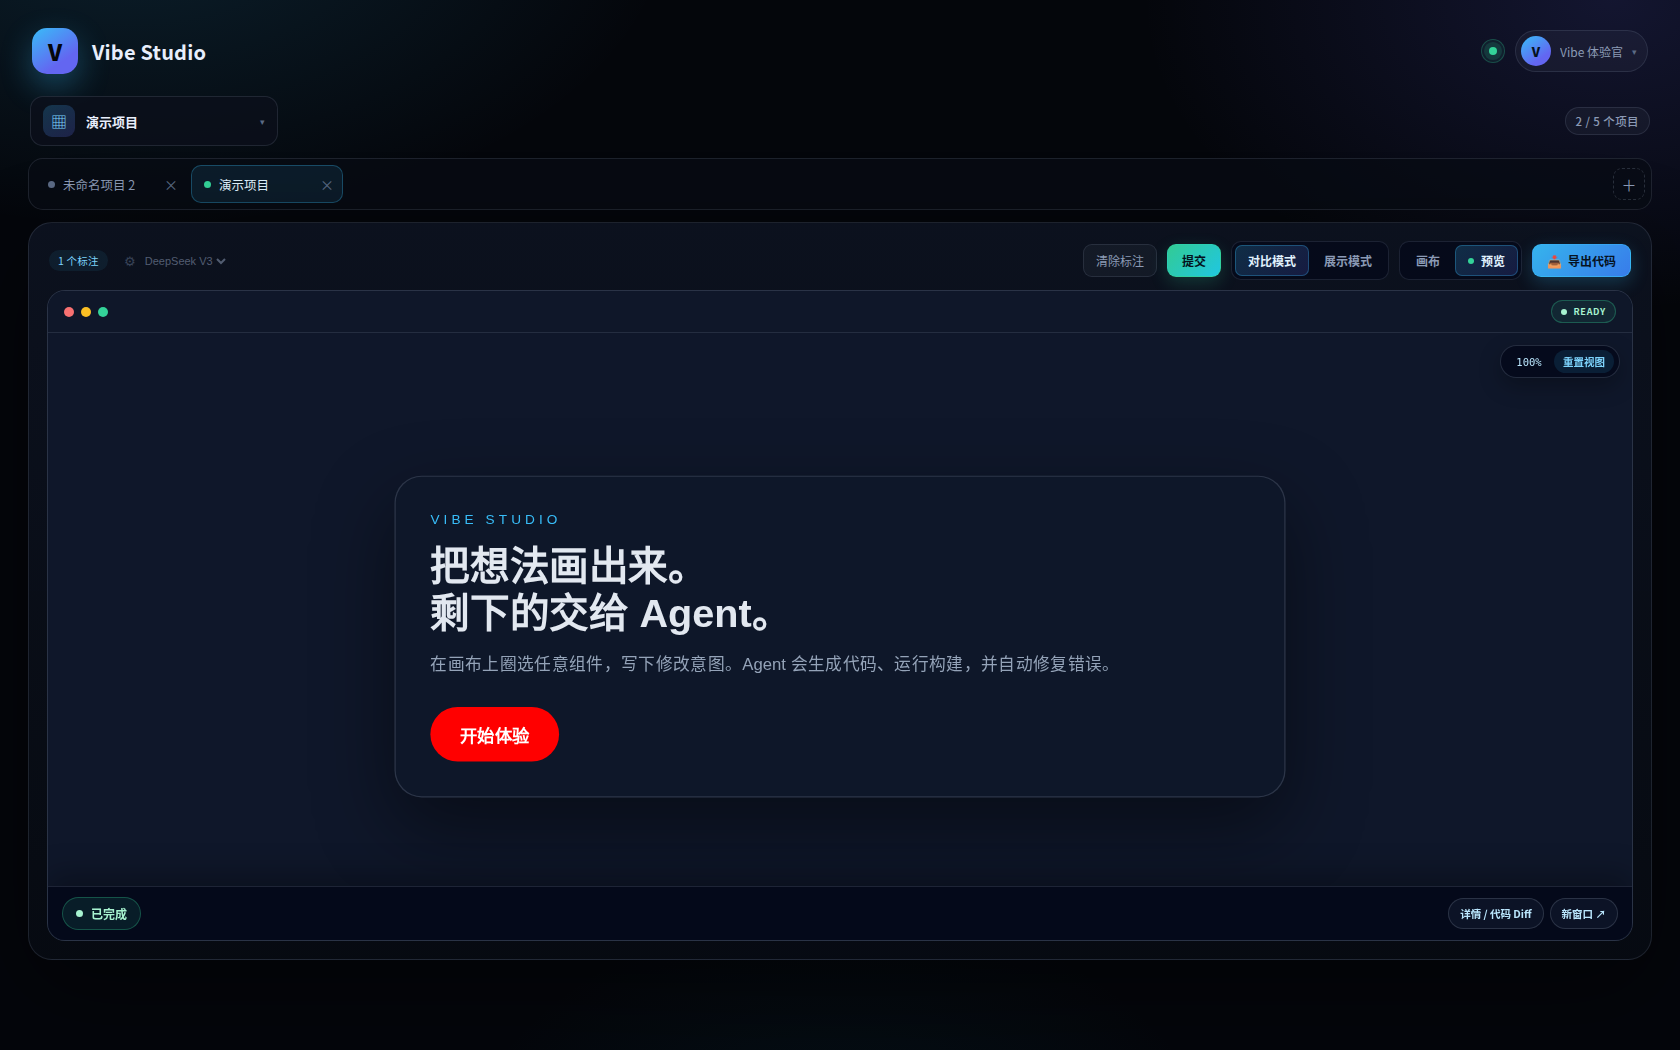 V
Vibe Studio
V
Vibe 体验官
演示项目
2 / 5 个项目
未命名项目 2
演示项目
1 个标注
DeepSeek V3
清除标注
提交
对比模式
展示模式
画布
预览
导出代码
READY
100%
重置视图
VIBE STUDIO
把想法画出来。
剩下的交给 Agent。
在画布上圈选任意组件，写下修改意图。Agent 会生成代码、运行构建，并自动修复错误。
开始体验
已完成
详情 / 代码 Diff
新窗口 ↗